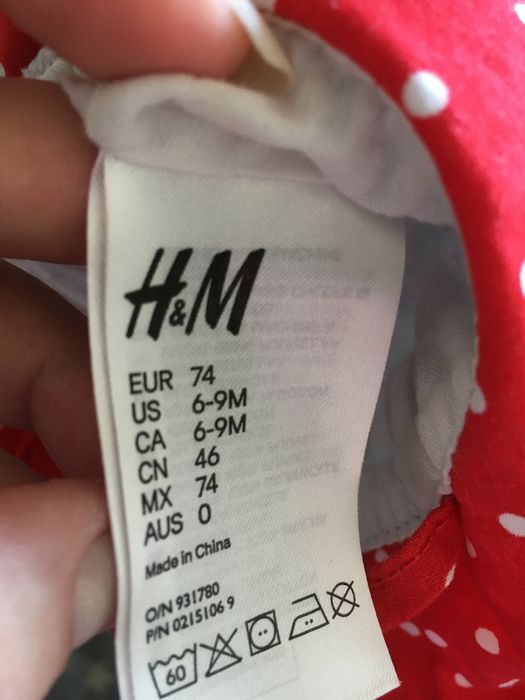 H&M
EUR 74
US 6-9M
CA 6-9M
CN 46
MX 74
AUS 0
Made in China
O/N 931780
P/N 0215106 9
60